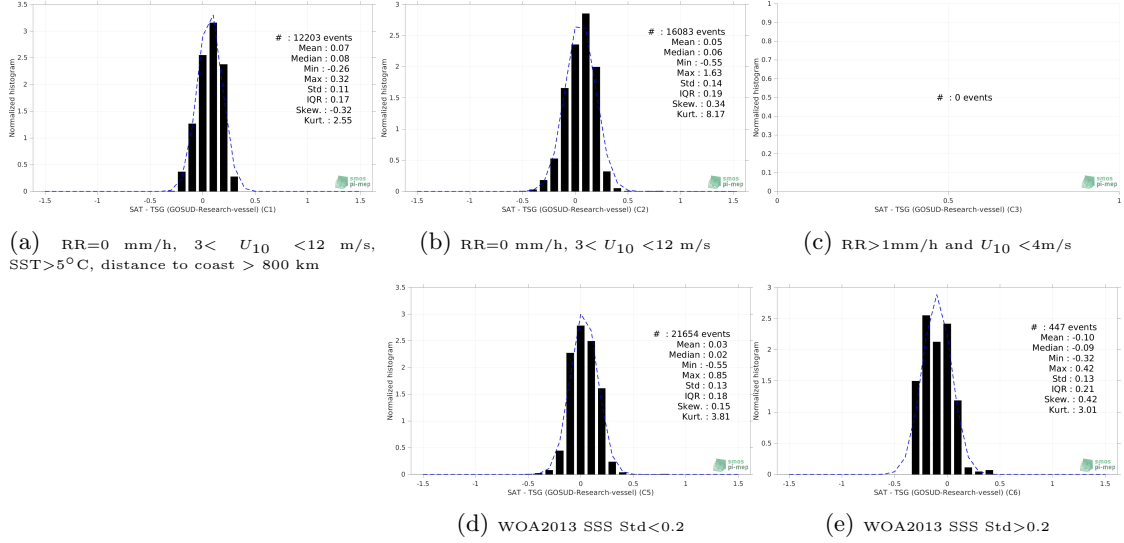 3.5
3
2.5
2
1.5
1
0.5
0
Normalized histogram
# : 12203 events
Mean : 0.07
Median : 0.08
Min : -0.26
Max : 0.32
Std : 0.11
IQR : 0.17
Skew. : -0.32
Kurt. : 2.55
smos
pi-mep
-1.5 -1 -0.5 0 0.5 1 1.5
SAT - TSG (GOSUD-Research-vessel) (C1)
(a) RR=0 mm/h, 3< U10 <12 m/s,
SST>5°C, distance to coast > 800 km
3
2.5
2
1.5
1
0.5
0
Normalized histogram
# : 16083 events
Mean : 0.05
Median : 0.06
Min : -0.55
Max : 1.63
Std : 0.14
IQR : 0.19
Skew. : 0.34
Kurt. : 8.17
smos
pi-mep
-1.5 -1 -0.5 0 0.5 1 1.5
SAT - TSG (GOSUD-Research-vessel) (C2)
(b) RR=0 mm/h, 3< U10 <12 m/s
1
0.9
0.8
0.7
0.6
0.5
0.4
0.3
0.2
0.1
0
Normalized histogram
# : 0 events
smos
pi-mep
0 0.5 1
SAT - TSG (GOSUD-Research-vessel) (C3)
(c) RR>1mm/h and U10 <4m/s
3.5
3
2.5
2
1.5
1
0.5
0
Normalized histogram
# : 21654 events
Mean : 0.03
Median : 0.02
Min : -0.55
Max : 0.85
Std : 0.13
IQR : 0.18
Skew. : 0.15
Kurt. : 3.81
smos
pi-mep
-1.5 -1 -0.5 0 0.5 1 1.5
SAT - TSG (GOSUD-Research-vessel) (C5)
(d) WOA2013 SSS Std<0.2
3
2.5
2
1.5
1
0.5
0
Normalized histogram
# : 447 events
Mean : -0.10
Median : -0.09
Min : -0.32
Max : 0.42
Std : 0.13
IQR : 0.21
Skew. : 0.42
Kurt. : 3.01
smos
pi-mep
-1.5 -1 -0.5 0 0.5 1 1.5
SAT - TSG (GOSUD-Research-vessel) (C6)
(e) WOA2013 SSS Std>0.2